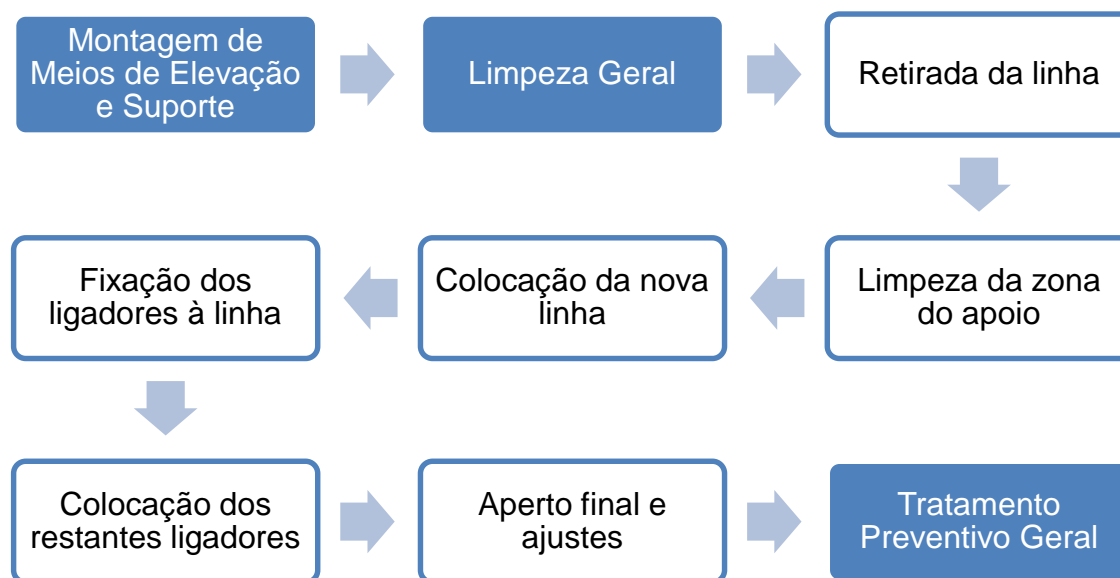 Montagem de
Meios de Elevação
e Suporte
Limpeza Geral
Retirada da linha
Limpeza da zona
do apoio
Colocação da nova
linha
Fixação dos
ligadores à linha
Colocação dos
restantes ligadores
Aperto final e
ajustes
Tratamento
Preventivo Geral